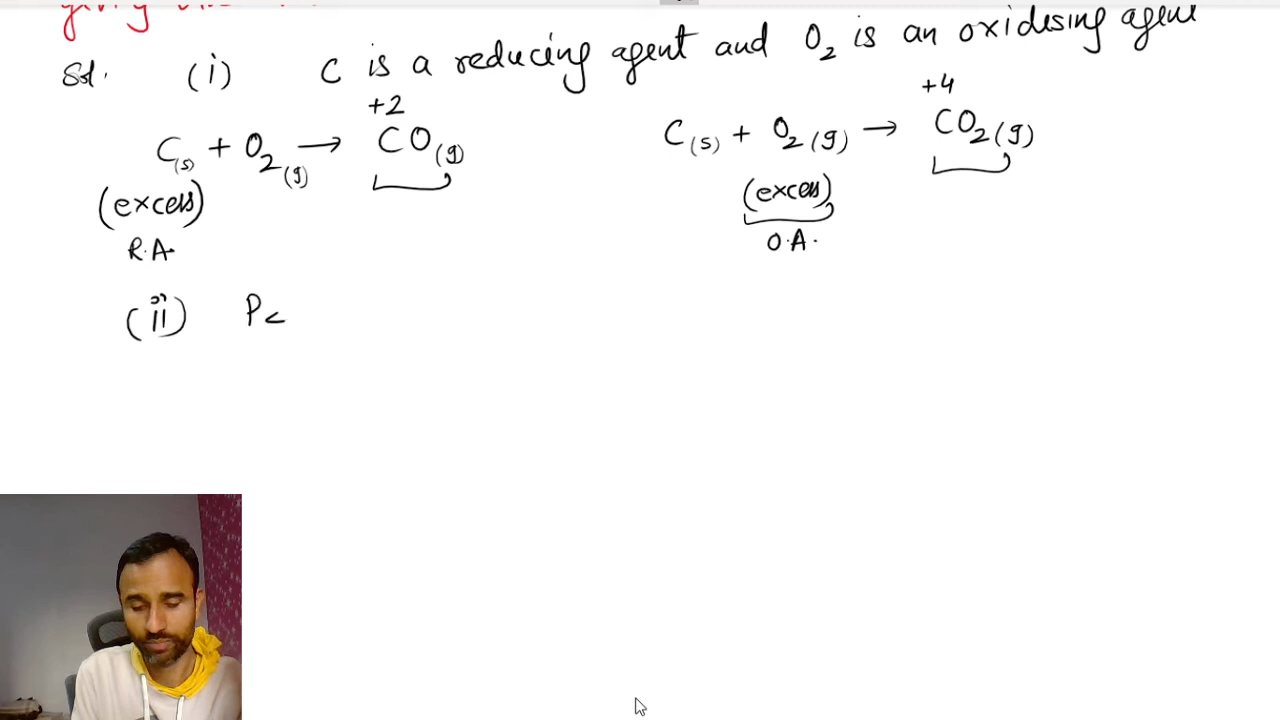 giving
Sol. (i) C is a reducing agent and O₂ is an oxidising agent
+2 +4
C(s) + O₂(g) → CO(g) C(s) + O₂(g) → CO₂(g)
(excess) (excess)
R.A. O.A.
(ii) P<